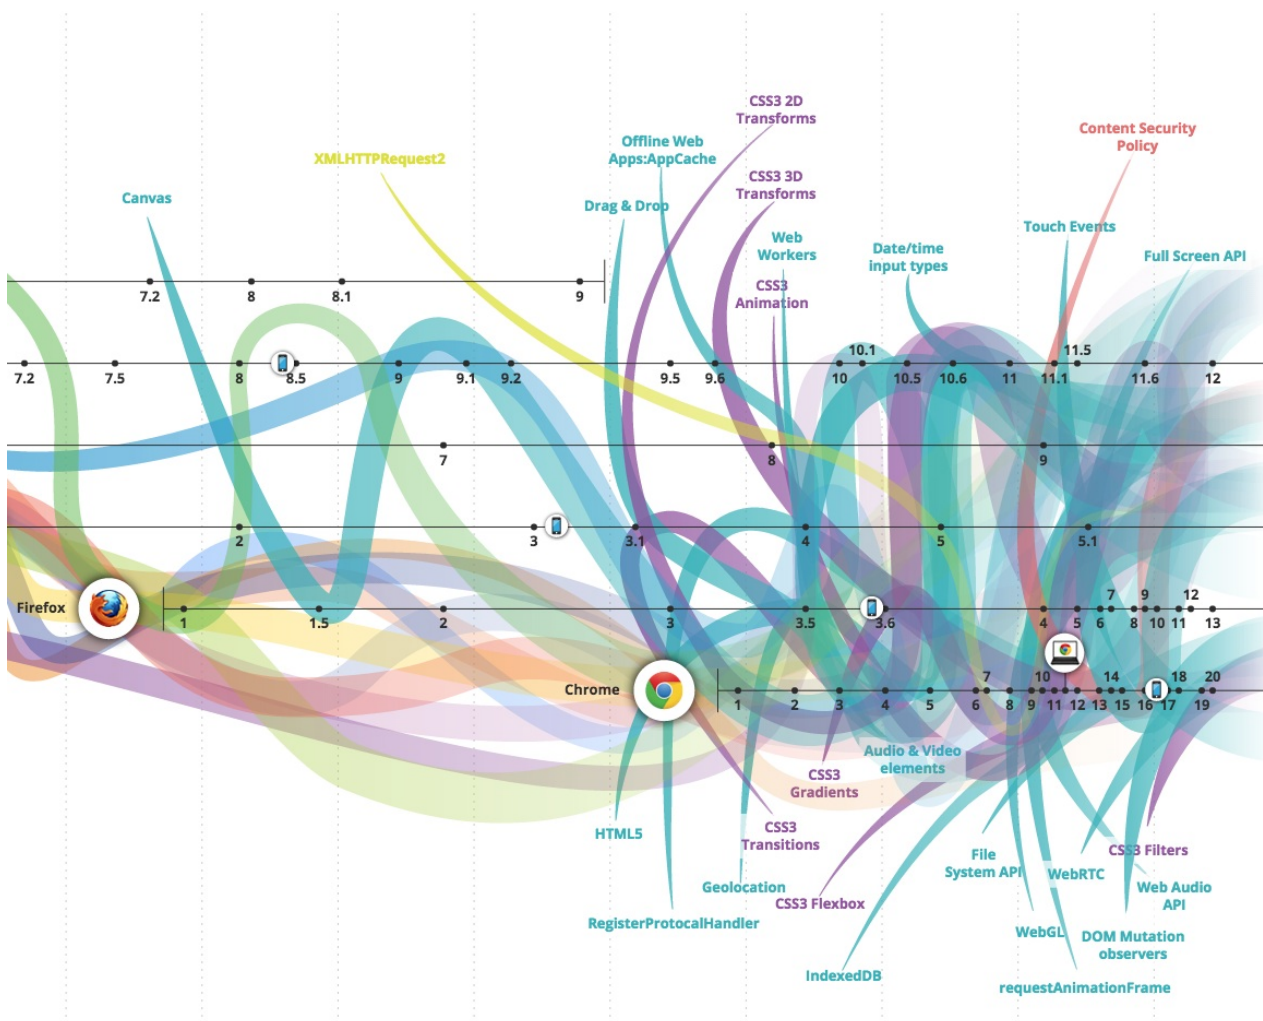 CSS3 2D
Transforms
Content Security
Policy
Offline Web
Apps:AppCache
XMLHTTPRequest2
CSS3 3D
Transforms
Canvas
Drag & Drop
Touch Events
Web
Workers
Date/time
input types
Full Screen API
CSS3
Animation
7.2 8 8.1 9
10.1 11.5
7.2 7.5 8 8.5 9 9.1 9.2 9.5 9.6 10 10.5 10.6 11 11.1 11.6 12
7 8 9
2 3 3.1 4 5 5.1
7 9 12
Firefox
1 1.5 2 3 3.5 3.6 4 5 6 8 10 11 13
7 10 14 18 20
Chrome
1 2 3 4 5 6 8 9 11 12 13 15 16 17 19
Audio & Video
elements
CSS3
Gradients
HTML5
CSS3
Transitions
CSS3 Filters
File
System API
WebRTC
Geolocation
Web Audio
API
CSS3 Flexbox
RegisterProtocalHandler
WebGL
DOM Mutation
observers
IndexedDB
requestAnimationFrame